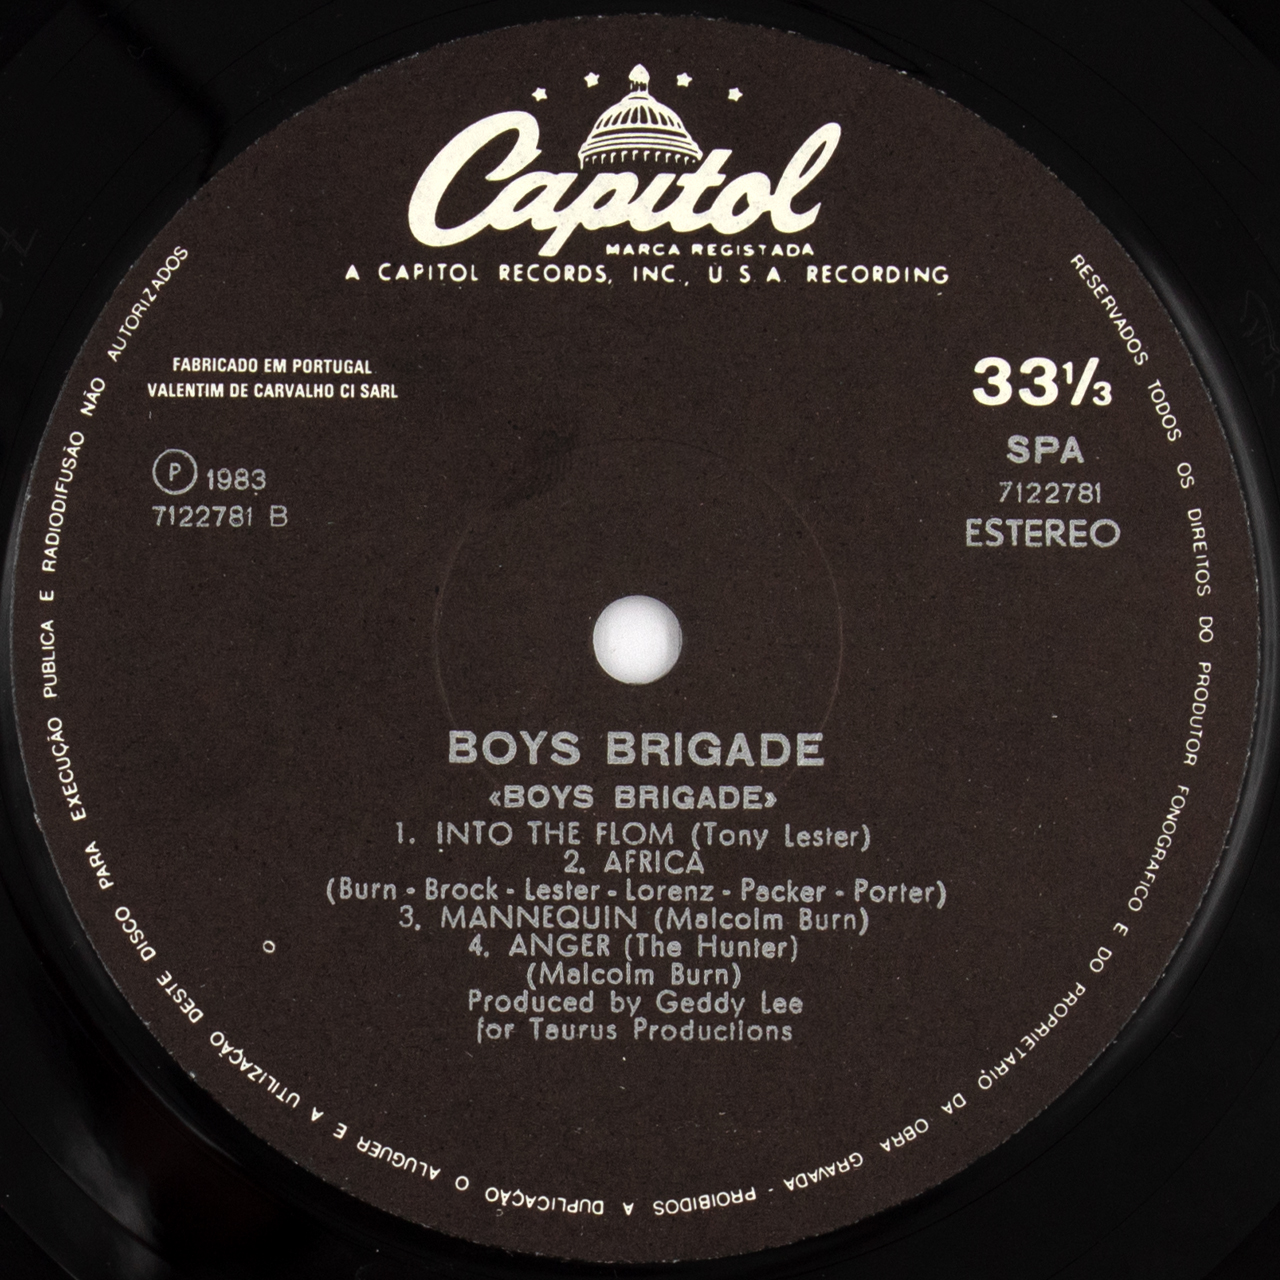 Capitol
MARCA REGISTADA
A CAPITOL RECORDS, INC., U.S.A. RECORDING
FABRICADO EM PORTUGAL
VALENTIM DE CARVALHO CI SARL
33⅓
SPA
7122781
ESTEREO
Ⓟ 1983
7122781 B
BOYS BRIGADE
«BOYS BRIGADE»
1. INTO THE FLOM (Tony Lester)
2. AFRICA
(Burn - Brock - Lester - Lorenz - Packer - Porter)
3. MANNEQUIN (Malcolm Burn)
4. ANGER (The Hunter)
(Malcolm Burn)
Produced by Geddy Lee
for Taurus Productions
RESERVADOS TODOS OS DIREITOS DO PRODUTOR FONOGRAFICO E DO PROPRIETARIO DA OBRA GRAVADA - PROIBIDOS A DUPLICAÇÃO O ALUGUER E A UTILIZAÇÃO DESTE DISCO PARA EXECUÇÃO PUBLICA E RADIODIFUSÃO NÃO AUTORIZADOS